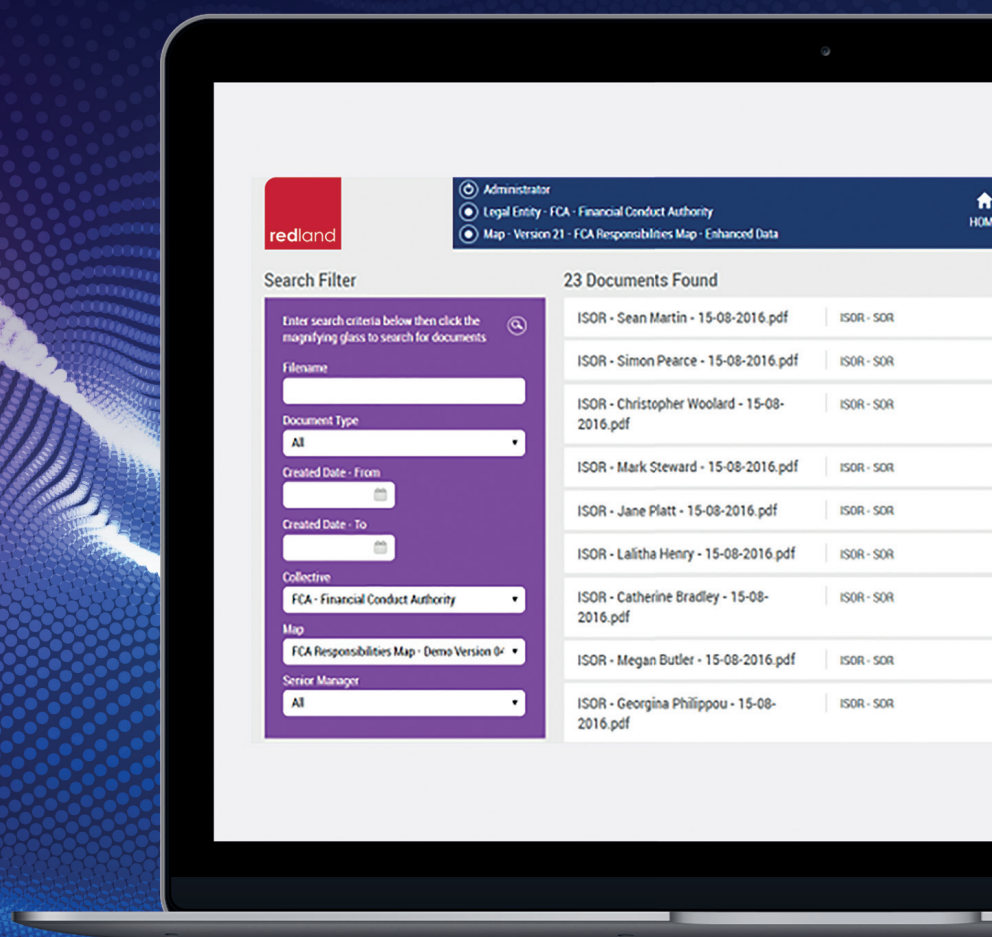 redland
Administrator
Legal Entity - FCA - Financial Conduct Authority
Map - Version 21 - FCA Responsibilities Map - Enhanced Data
HOM
Search Filter
Enter search criteria below then click the
magnifying glass to search for documents
Filename
Document Type
All
Created Date - From
Created Date - To
Collective
FCA - Financial Conduct Authority
Map
FCA Responsibilities Map - Demo Version 0
Senior Manager
All
23 Documents Found
ISOR - Sean Martin - 15-08-2016.pdf ISOR - SOR
ISOR - Simon Pearce - 15-08-2016.pdf ISOR - SOR
ISOR - Christopher Woolard - 15-08-
2016.pdf ISOR - SOR
ISOR - Mark Steward - 15-08-2016.pdf ISOR - SOR
ISOR - Jane Platt - 15-08-2016.pdf ISOR - SOR
ISOR - Lalitha Henry - 15-08-2016.pdf ISOR - SOR
ISOR - Catherine Bradley - 15-08-
2016.pdf ISOR - SOR
ISOR - Megan Butler - 15-08-2016.pdf ISOR - SOR
ISOR - Georgina Philippou - 15-08-
2016.pdf ISOR - SOR